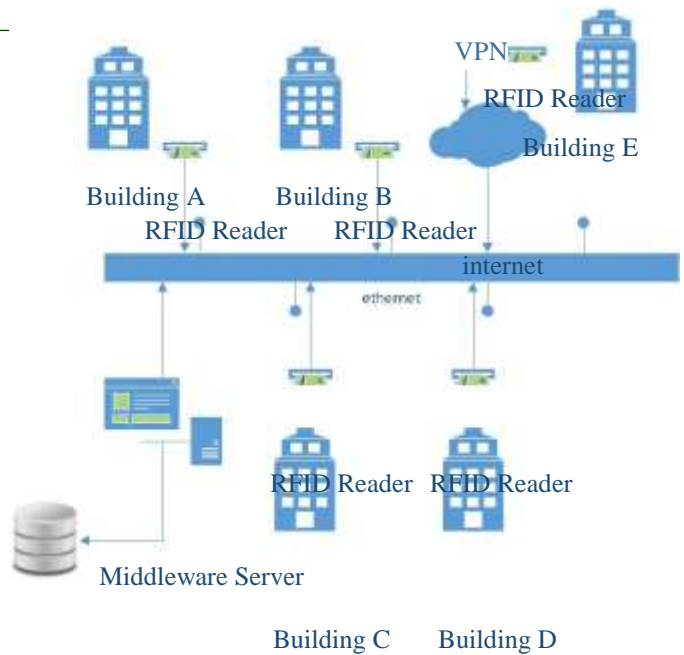 VPN
RFID Reader
Building E
Building A
Building B
RFID Reader
RFID Reader
internet
ethernet
RFID Reader
RFID Reader
Middleware Server
Building C
Building D